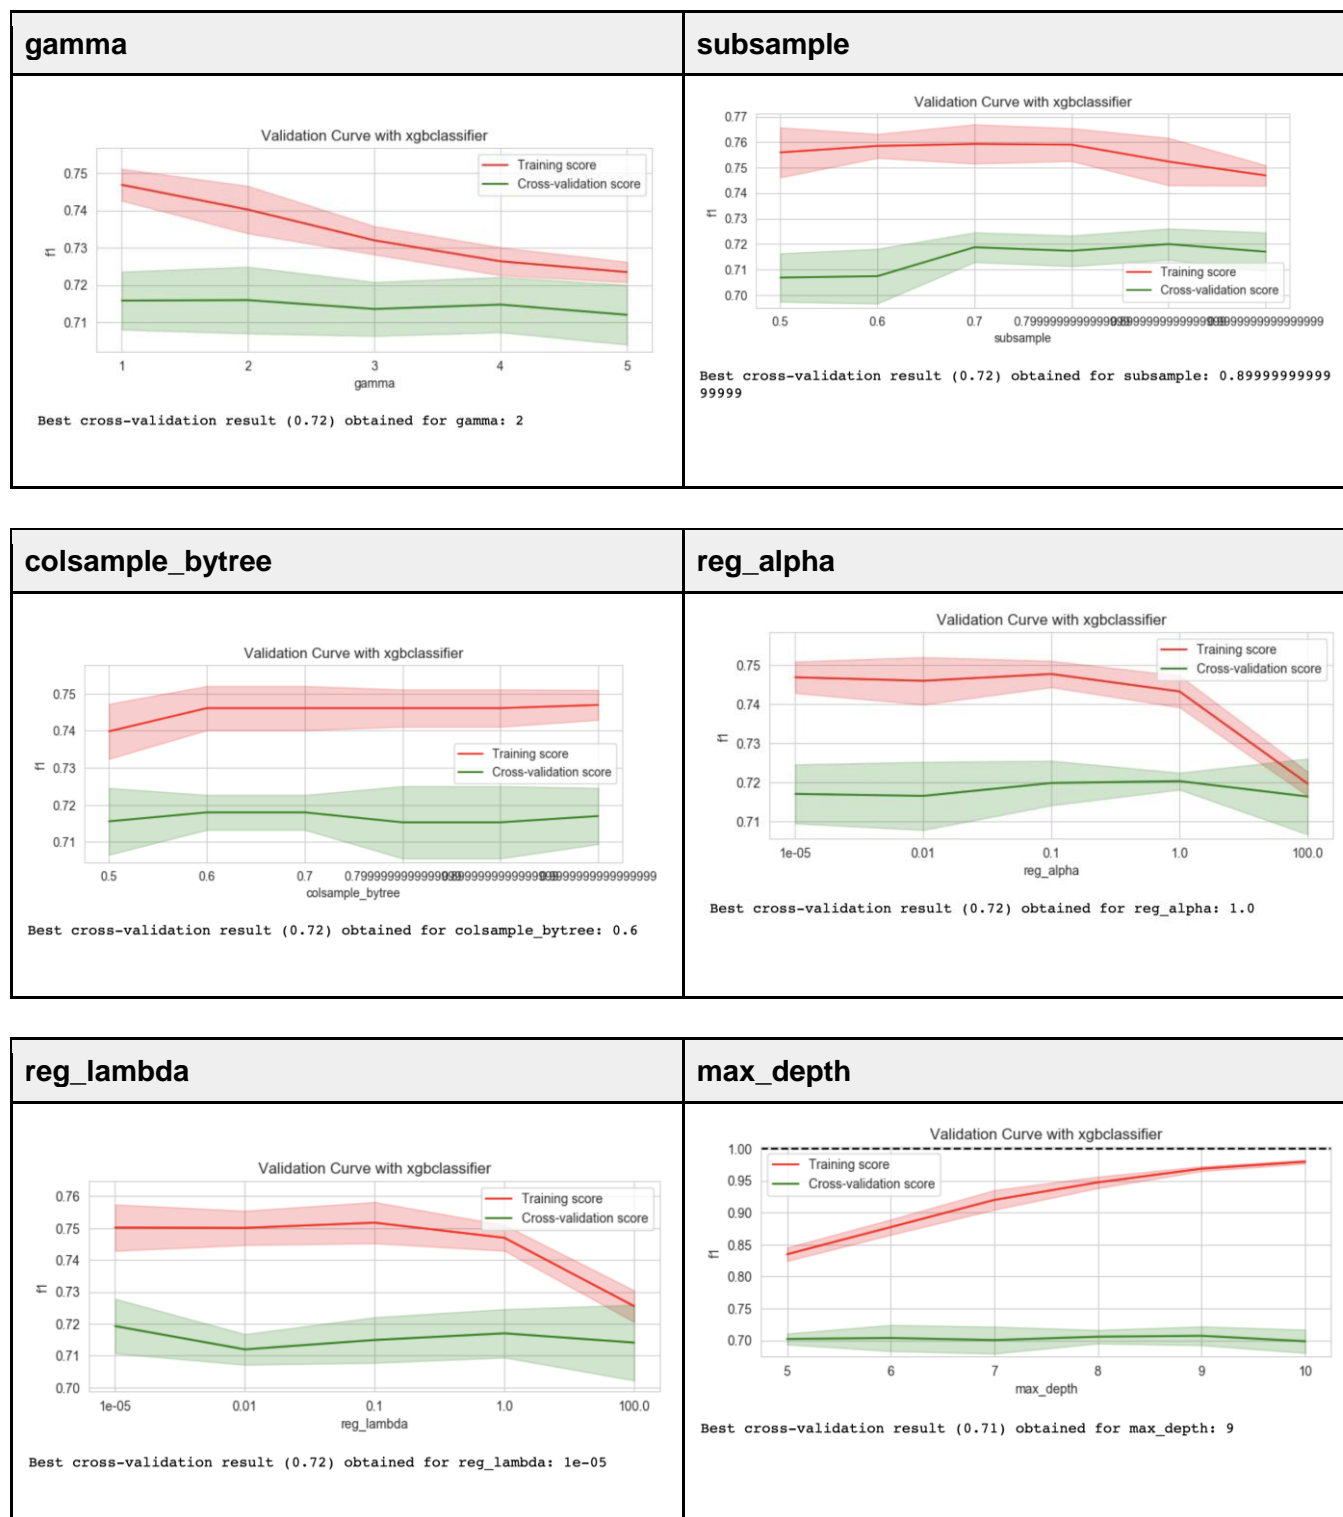 gamma
subsample
Validation Curve with xgbclassifier
Training score
Cross-validation score
0.75
0.74
0.73
0.72
0.71
f1
1 2 3 4 5
gamma
Best cross-validation result (0.72) obtained for gamma: 2
Validation Curve with xgbclassifier
0.77
0.76
0.75
0.74
0.73
0.72
0.71
0.70
f1
Training score
Cross-validation score
0.5 0.6 0.7
subsample
Best cross-validation result (0.72) obtained for subsample: 0.89999999999
99999
colsample_bytree
reg_alpha
Validation Curve with xgbclassifier
0.75
0.74
0.73
0.72
0.71
f1
Training score
Cross-validation score
0.5 0.6 0.7
colsample_bytree
Best cross-validation result (0.72) obtained for colsample_bytree: 0.6
Validation Curve with xgbclassifier
Training score
Cross-validation score
0.75
0.74
0.73
0.72
0.71
f1
1e-05 0.01 0.1 1.0 100.0
reg_alpha
Best cross-validation result (0.72) obtained for reg_alpha: 1.0
reg_lambda
max_depth
Validation Curve with xgbclassifier
Training score
Cross-validation score
0.76
0.75
0.74
0.73
0.72
0.71
0.70
f1
1e-05 0.01 0.1 1.0 100.0
reg_lambda
Best cross-validation result (0.72) obtained for reg_lambda: 1e-05
Validation Curve with xgbclassifier
Training score
Cross-validation score
1.00
0.95
0.90
0.85
0.80
0.75
0.70
f1
5 6 7 8 9 10
max_depth
Best cross-validation result (0.71) obtained for max_depth: 9